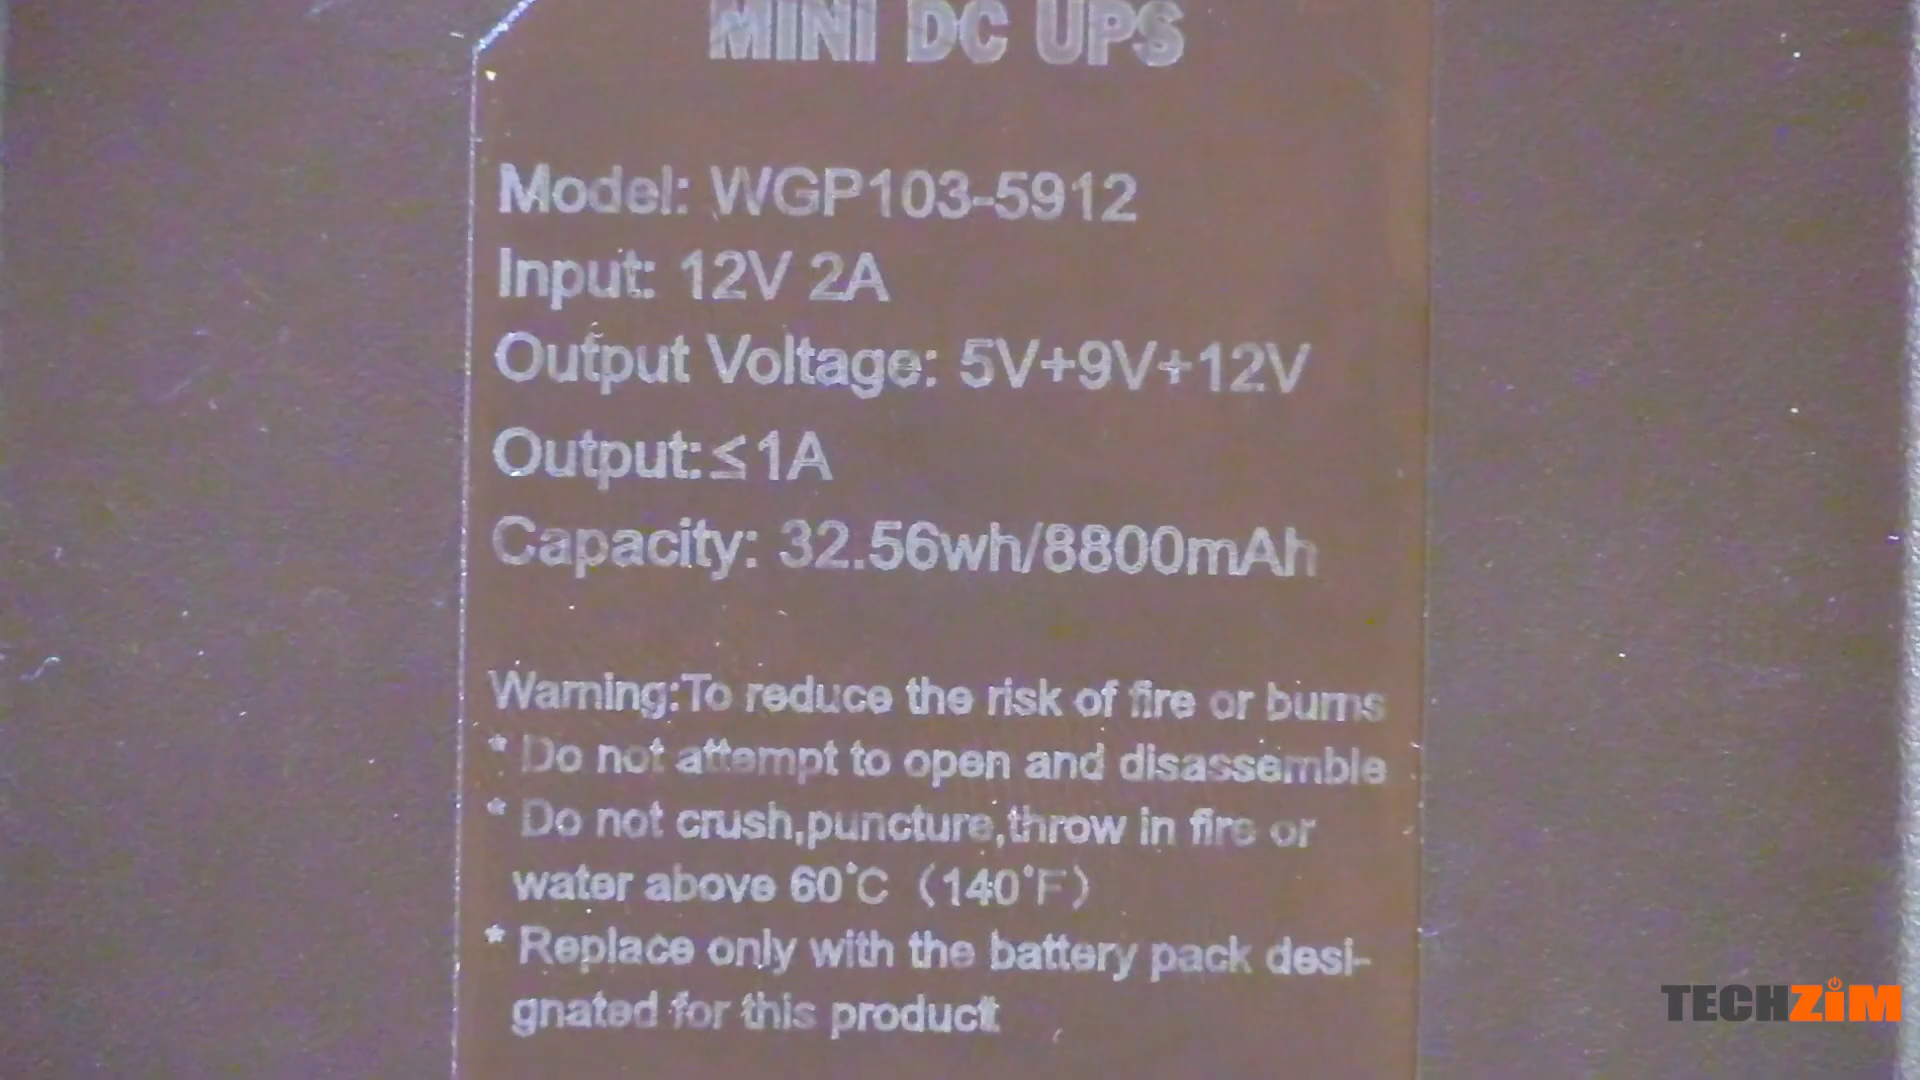 MINI DC UPS
Model: WGP103-5912
Input: 12V 2A
Output Voltage: 5V+9V+12V
Output:≤1A
Capacity: 32.56wh/8800mAh
Warning:To reduce the risk of fire or burns
* Do not attempt to open and disassemble
* Do not crush,puncture,throw in fire or
water above 60°C (140°F)
* Replace only with the battery pack desi-
gnated for this product
TECHZiM